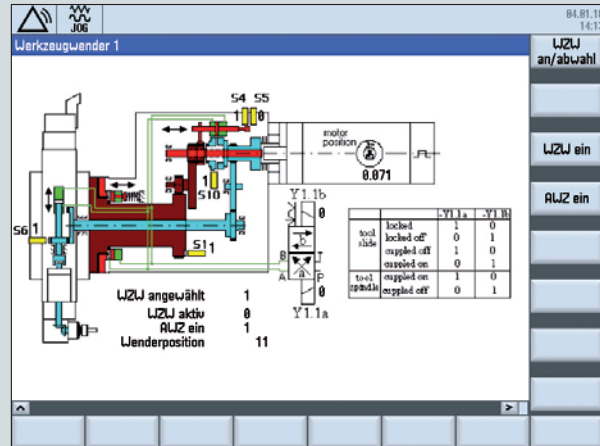 JOG
04.01.10
14:13
Werkzeugwender 1
WZW
an/abwahl
S4 S5
1 0
motor
position
0.071
WZW ein
1
S10
Y1.1b
0
AWZ ein
-Y1.1a -Y1.1b
tool
slide
locked 1 0
locked off 0 1
cuppled off 1 0
cuppled on 0 1
tool
spindle
cuppled on 1 0
cuppled off 0 1
S6 1
S1 1
b
B
A
a
P
0
Y1.1a
WZW angewählt 1
WZW aktiv 0
AWZ ein 1
Wenderposition 11